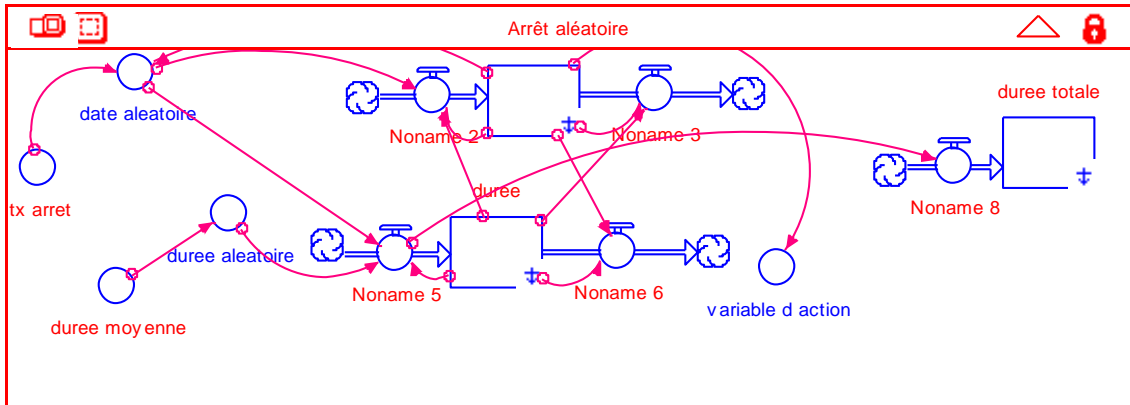 Arrêt aléatoire
duree totale
date aleatoire
Noname 2
Noname 3
duree
tx arret
Noname 8
duree aleatoire
Noname 5
Noname 6
variable d action
duree moyenne